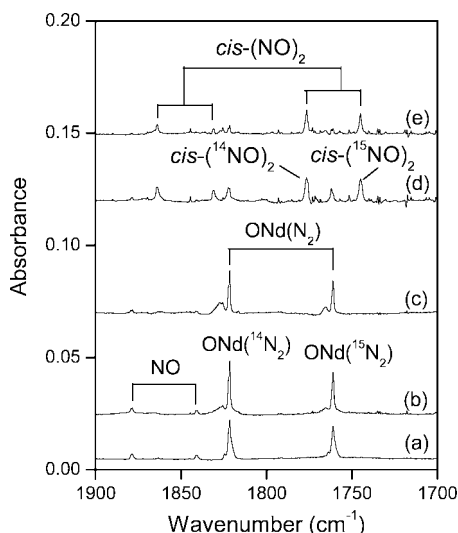 0.20
0.15
0.10
0.05
0.00
Absorbance
cis-(NO)₂
(e)
cis-(¹⁴NO)₂
cis-(¹⁵NO)₂
(d)
ONd(N₂)
(c)
ONd(¹⁴N₂)
ONd(¹⁵N₂)
NO
(b)
(a)
1900
1850
1800
1750
1700
Wavenumber (cm⁻¹)